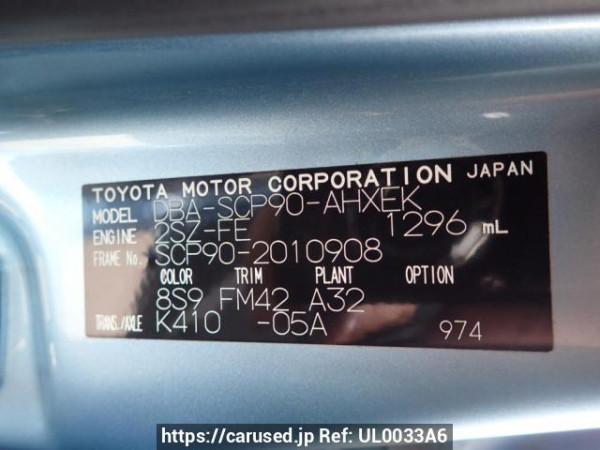 TOYOTA MOTOR CORPORATION JAPAN
MODEL DBA-SCP90-AHXEK
ENGINE 2SZ-FE 1296 mL
FRAME No. SCP90-2010908
COLOR TRIM PLANT OPTION
8S9 FM42 A32
TRANS./AXLE K410 -05A 974
https://carused.jp Ref: UL0033A6